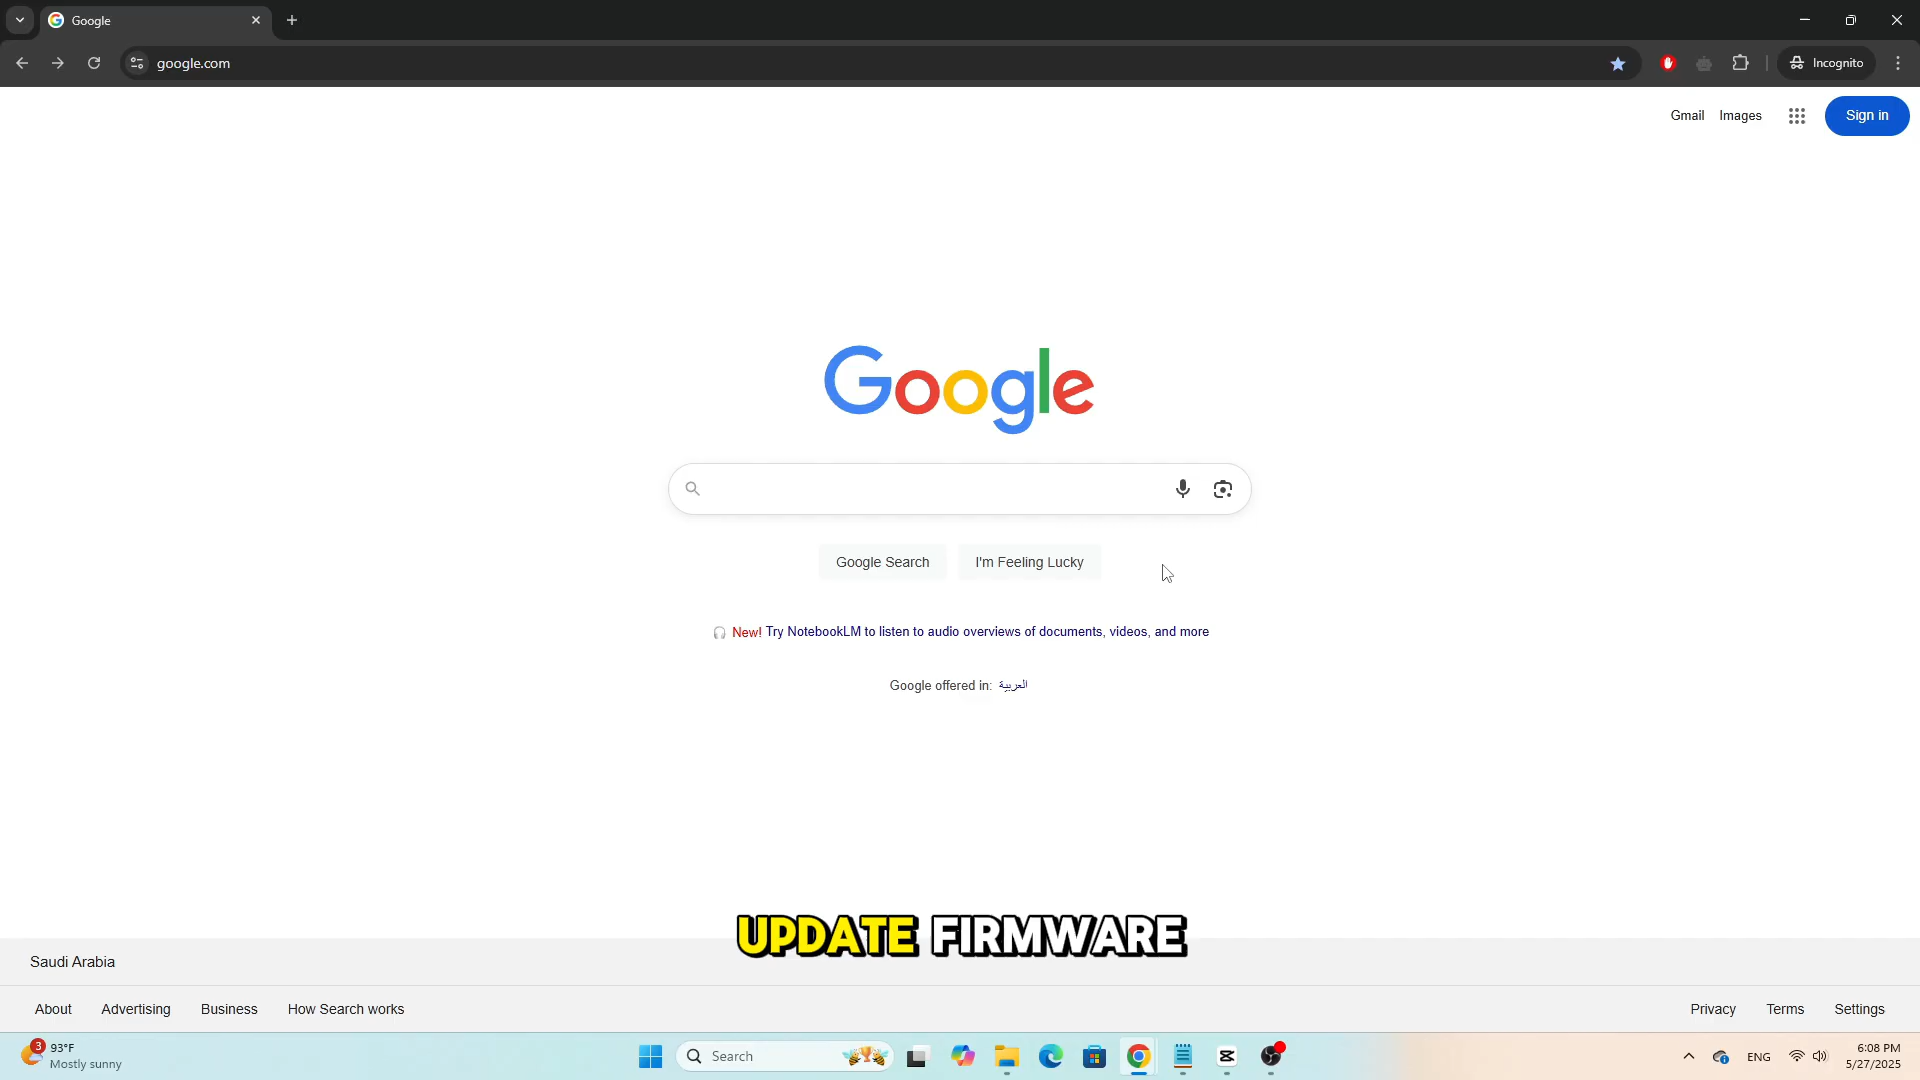 Google
google.com
Incognito
Gmail Images Sign in
Google
Google Search I'm Feeling Lucky
New! Try NotebookLM to listen to audio overviews of documents, videos, and more
Google offered in: العربية
UPDATE FIRMWARE
Saudi Arabia
About Advertising Business How Search works Privacy Terms Settings
3 93°F
Mostly sunny
Search
ENG
6:08 PM
5/27/2025